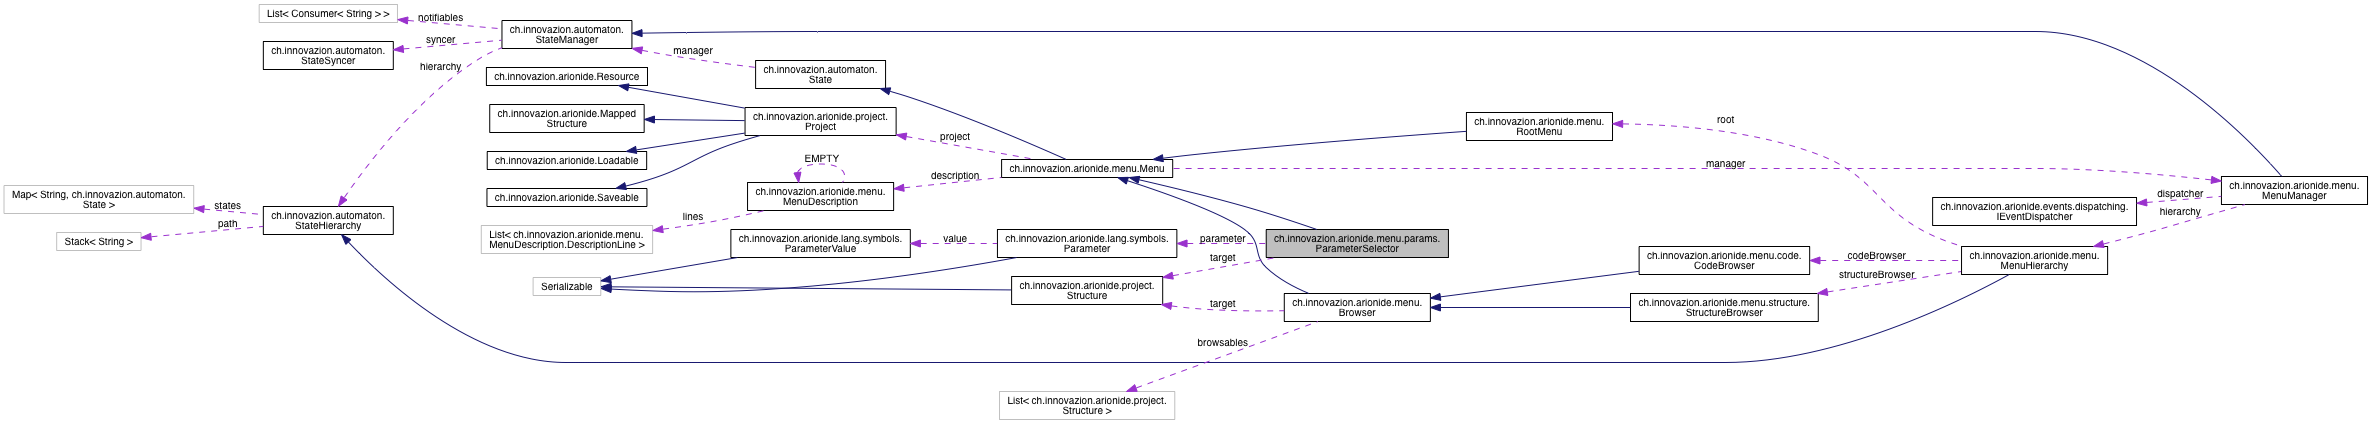 List< Consumer< String > >
notifiables
ch.innovazion.automaton.
StateManager
ch.innovazion.automaton.
StateSyncer
syncer
manager
hierarchy
ch.innovazion.automaton.
State
ch.innovazion.arionide.Resource
ch.innovazion.arionide.Mapped
Structure
ch.innovazion.arionide.project.
Project
ch.innovazion.arionide.menu.
RootMenu
root
project
EMPTY
ch.innovazion.arionide.Loadable
ch.innovazion.arionide.menu.Menu
manager
description
ch.innovazion.arionide.menu.
MenuDescription
ch.innovazion.arionide.Saveable
ch.innovazion.arionide.menu.
MenuManager
dispatcher
Map< String, ch.innovazion.automaton.
State >
states
path
Stack< String >
ch.innovazion.automaton.
StateHierarchy
lines
List< ch.innovazion.arionide.menu.
MenuDescription.DescriptionLine >
ch.innovazion.arionide.events.dispatching.
IEventDispatcher
hierarchy
ch.innovazion.arionide.lang.symbols.
ParameterValue
value
ch.innovazion.arionide.lang.symbols.
Parameter
parameter
ch.innovazion.arionide.menu.params.
ParameterSelector
target
ch.innovazion.arionide.menu.code.
CodeBrowser
codeBrowser
structureBrowser
ch.innovazion.arionide.menu.
MenuHierarchy
Serializable
ch.innovazion.arionide.project.
Structure
target
ch.innovazion.arionide.menu.
Browser
ch.innovazion.arionide.menu.structure.
StructureBrowser
browsables
List< ch.innovazion.arionide.project.
Structure >